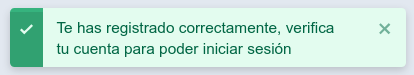 Te has registrado correctamente, verifica
tu cuenta para poder iniciar sesión